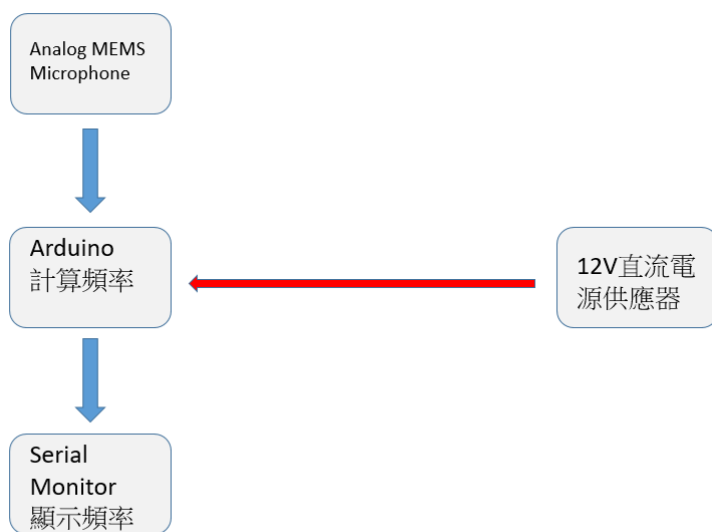 Analog MEMS
Microphone
Arduino
計算頻率
12V直流電
源供應器
Serial
Monitor
顯示頻率